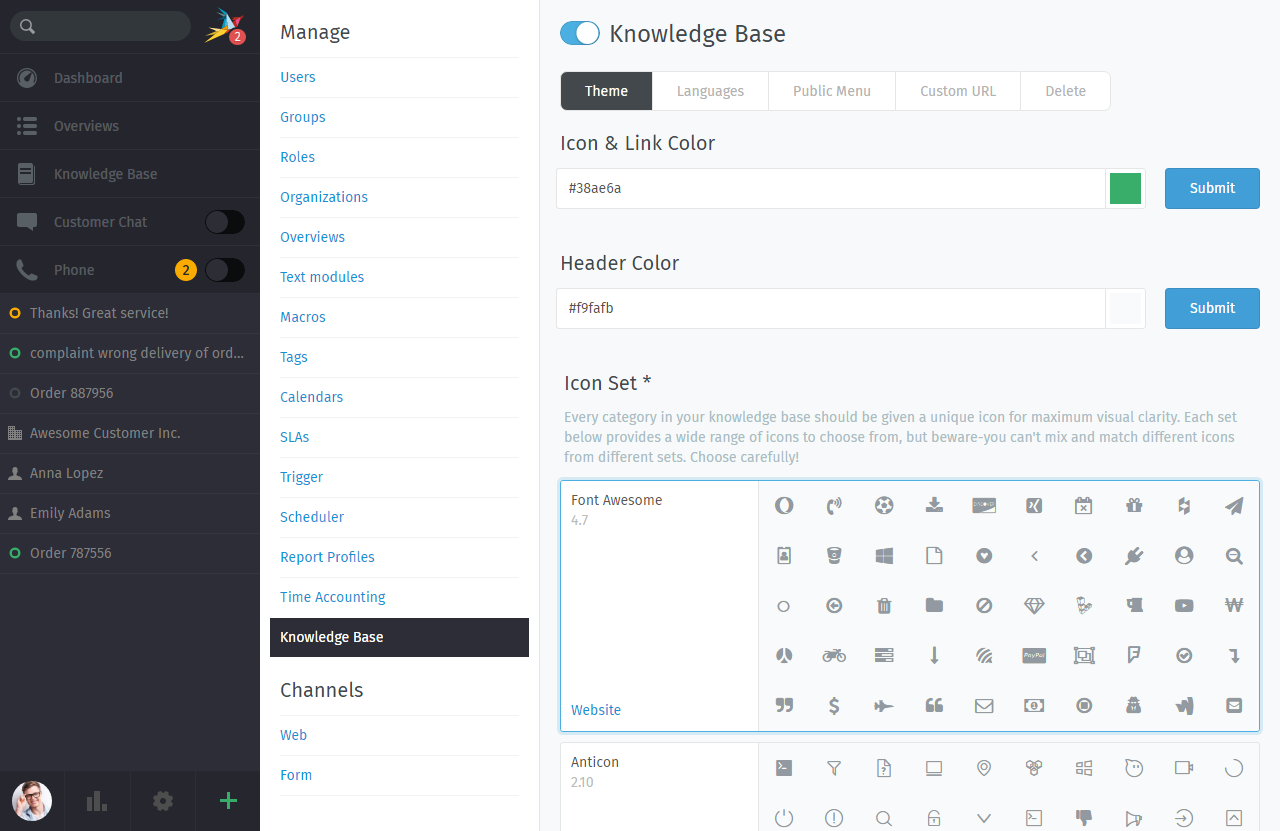 2
Dashboard
Overviews
Knowledge Base
Customer Chat
Phone
2
Thanks! Great service!
complaint wrong delivery of ord...
Order 887956
Awesome Customer Inc.
Anna Lopez
Emily Adams
Order 787556
Manage
Users
Groups
Roles
Organizations
Overviews
Text modules
Macros
Tags
Calendars
SLAs
Trigger
Scheduler
Report Profiles
Time Accounting
Knowledge Base
Channels
Web
Form
Knowledge Base
Theme
Languages
Public Menu
Custom URL
Delete
Icon & Link Color
#38ae6a
Submit
Header Color
#f9fafb
Submit
Icon Set *
Every category in your knowledge base should be given a unique icon for maximum visual clarity. Each set
below provides a wide range of icons to choose from, but beware-you can't mix and match different icons
from different sets. Choose carefully!
Font Awesome
4.7
Website
PayPal
Anticon
2.10